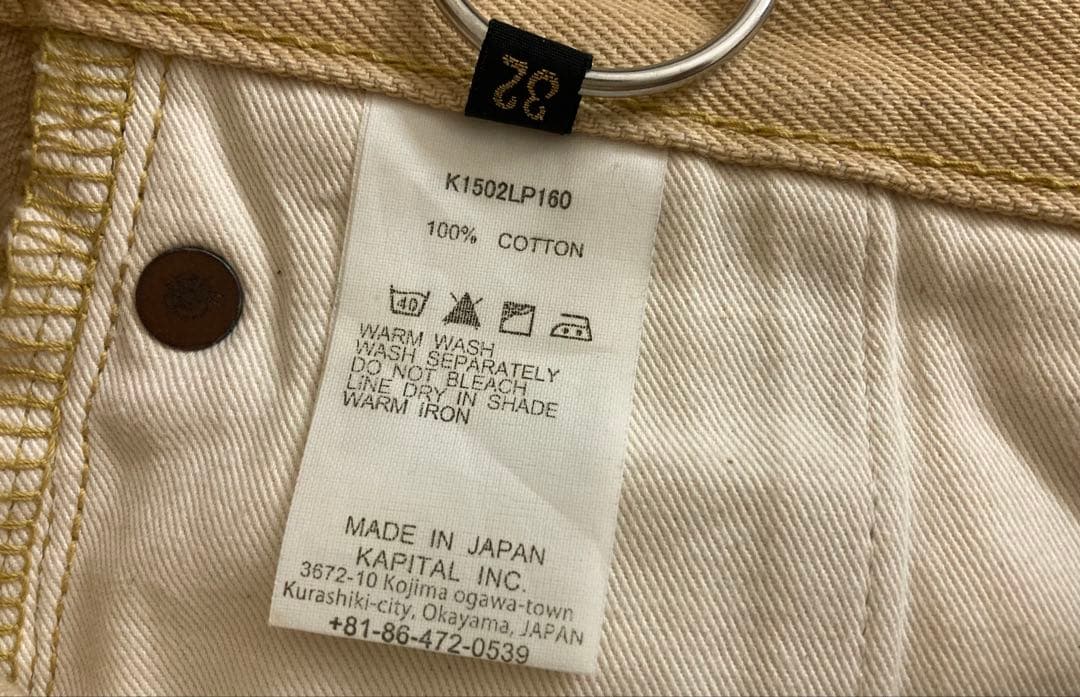 32
K1502LP160
100% COTTON
40
WARM WASH
WASH SEPARATELY
DO NOT BLEACH
LINE DRY IN SHADE
WARM IRON
MADE IN JAPAN
KAPITAL INC.
3672-10 Kojima ogawa-town
Kurashiki-city, Okayama, JAPAN
+81-86-472-0539